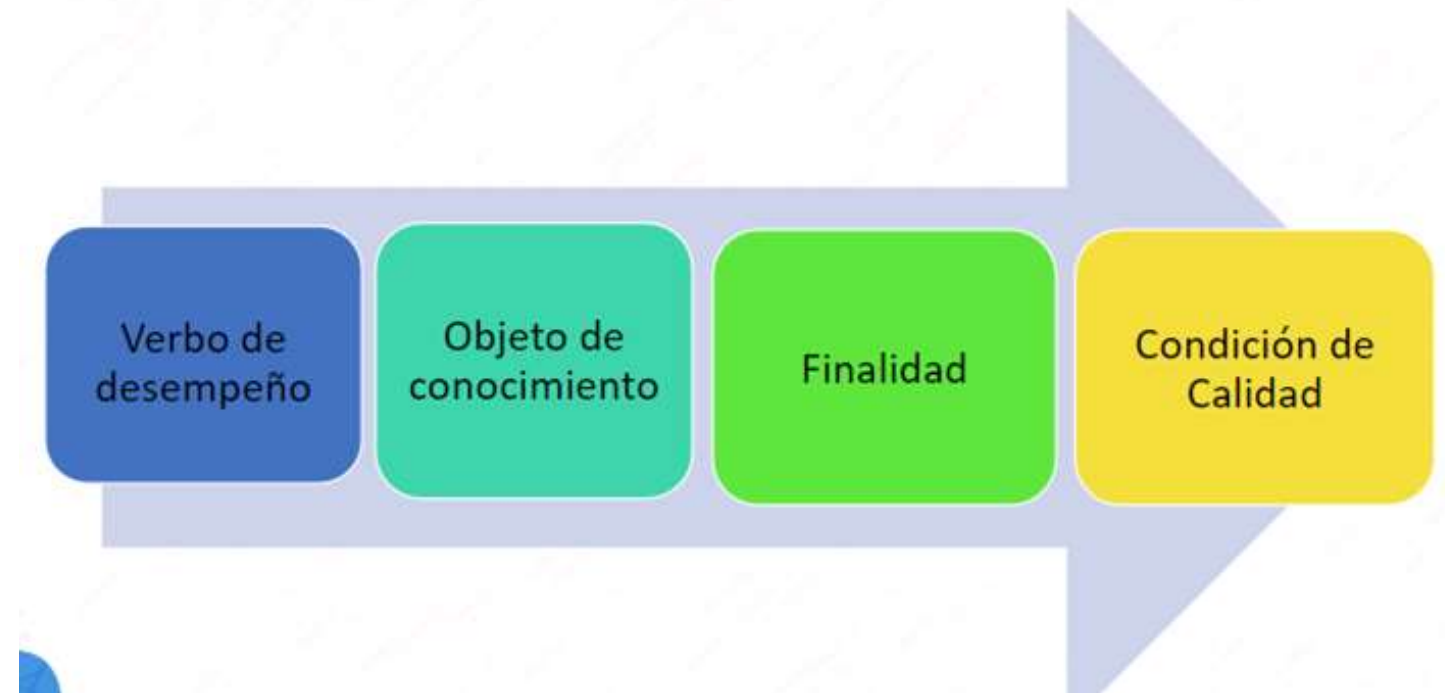 Verbo de
desempeño
Objeto de
conocimiento
Finalidad
Condición de
Calidad